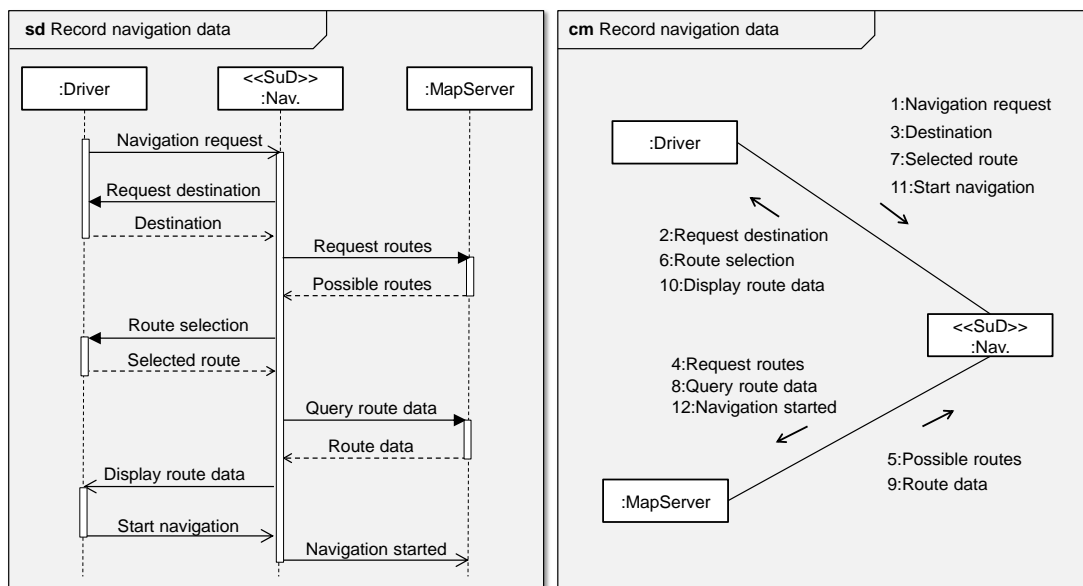 sd Record navigation data
:Driver
<<SuD>>
:Nav.
:MapServer
Navigation request
Request destination
Destination
Request routes
Possible routes
Route selection
Selected route
Query route data
Route data
Display route data
Start navigation
Navigation started
cm Record navigation data
1:Navigation request
3:Destination
7:Selected route
11:Start navigation
:Driver
2:Request destination
6:Route selection
10:Display route data
<<SuD>>
:Nav.
4:Request routes
8:Query route data
12:Navigation started
5:Possible routes
9:Route data
:MapServer